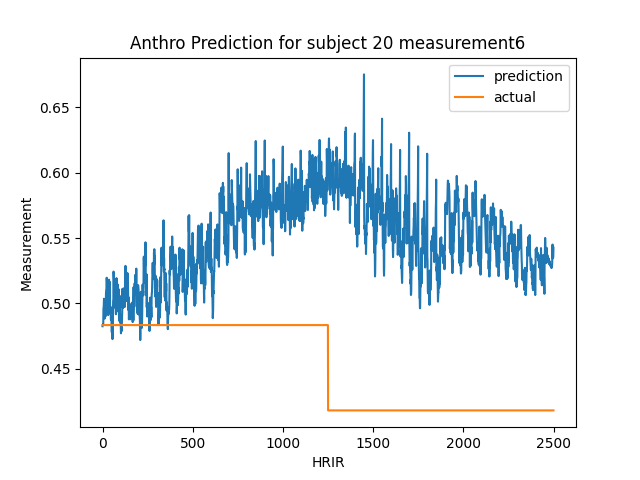 Anthro Prediction for subject 20 measurement6
prediction
actual
0.65
0.60
0.55
0.50
0.45
Measurement
0
500
1000
1500
2000
2500
HRIR